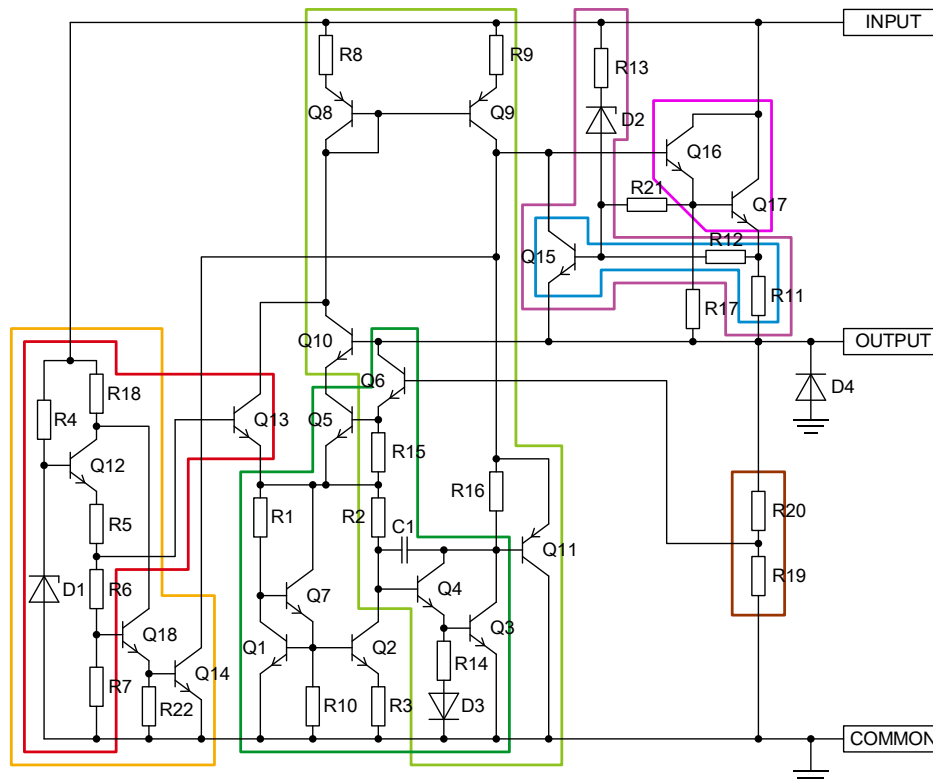 INPUT
R8
R9
R13
Q8
Q9
D2
Q16
R21
Q17
Q15
R12
R11
R17
Q10
OUTPUT
Q6
D4
R4
R18
Q13
Q5
R15
Q12
R16
R20
R5
R1
R2
C1
Q11
D1
R6
Q7
Q4
R19
Q18
Q1
Q2
Q3
Q14
R14
R7
R22
R10
R3
D3
COMMON